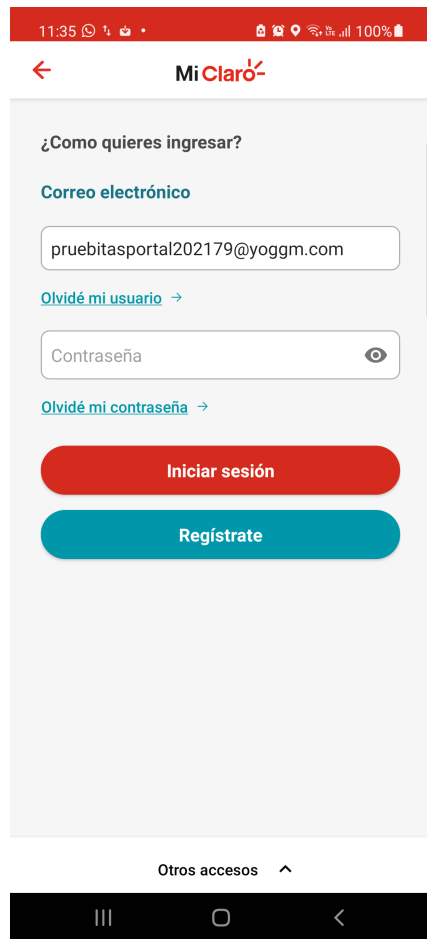 11:35 100%
Mi Claro
¿Como quieres ingresar?
Correo electrónico
pruebitasportal202179@yoggm.com
Olvidé mi usuario →
Contraseña
Olvidé mi contraseña →
Iniciar sesión
Regístrate
Otros accesos